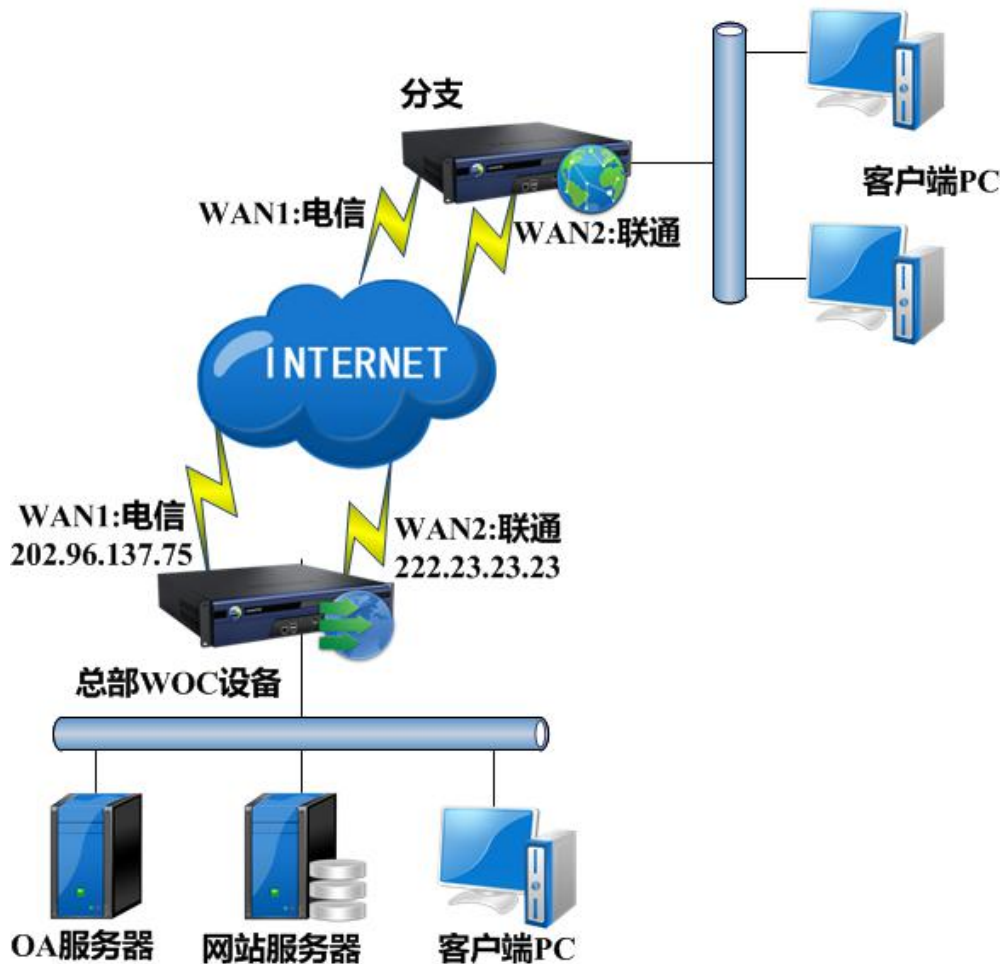 分支
客户端PC
WAN1:电信
WAN2:联通
INTERNET
WAN1:电信
202.96.137.75
WAN2:联通
222.23.23.23
总部WOC设备
OA服务器
网站服务器
客户端PC